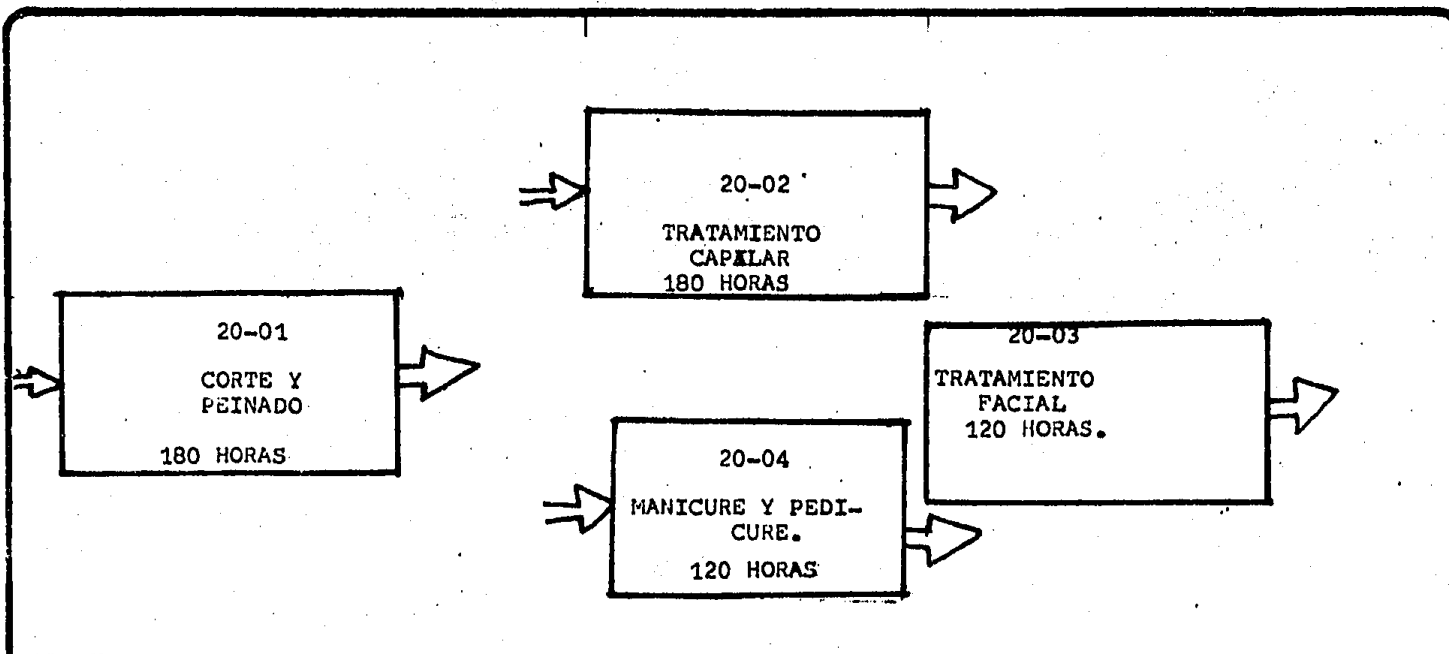 20-01
CORTE Y
PEINADO
180 HORAS
20-02
TRATAMIENTO
CAPILAR
180 HORAS
20-03
TRATAMIENTO
FACIAL
120 HORAS.
20-04
MANICURE Y PEDI-
CURE.
120 HORAS